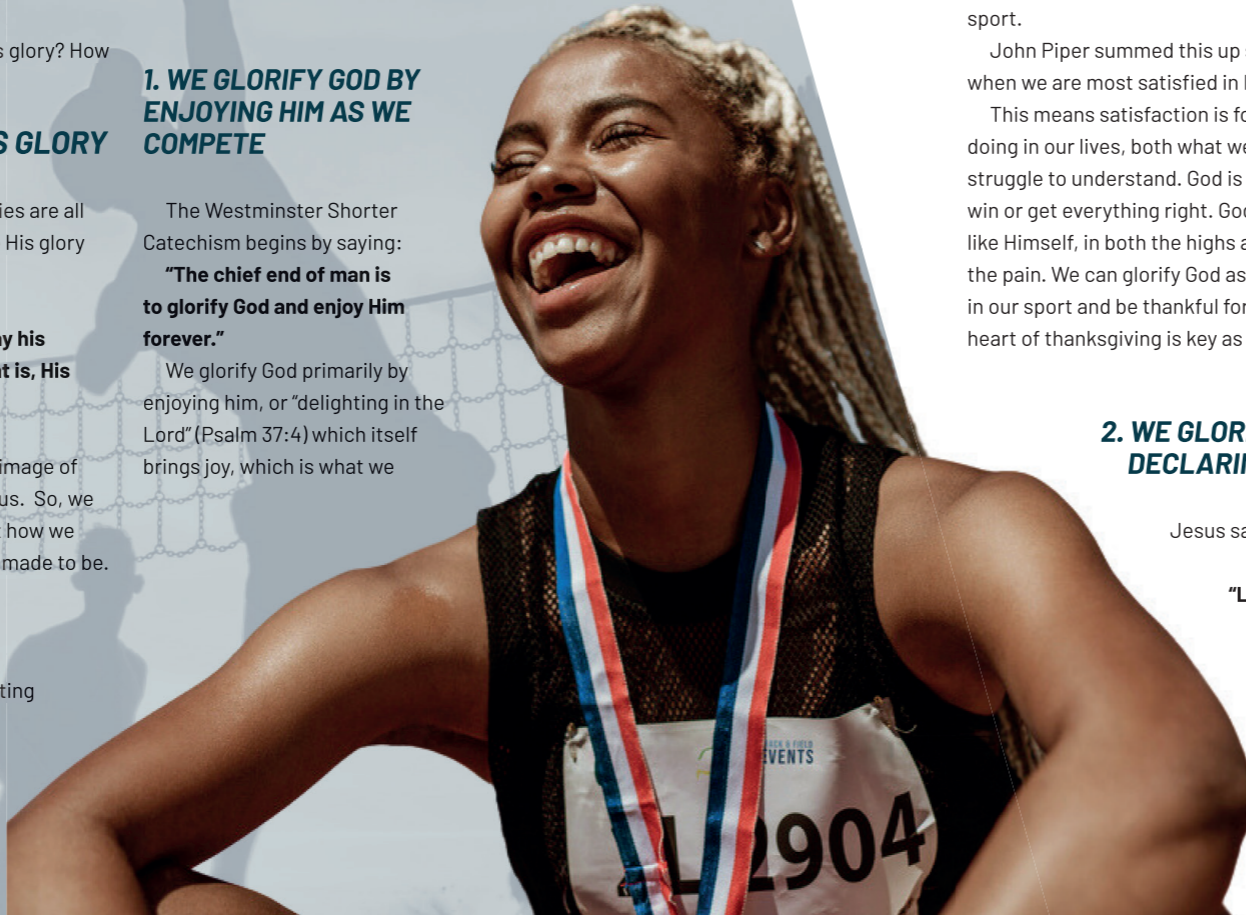 s glory? How
S GLORY
ies are all
His glory
y his
t is, His
image of
us. So, we
how we
made to be.
ting
1. WE GLORIFY GOD BY
ENJOYING HIM AS WE
COMPETE
The Westminster Shorter
Catechism begins by saying:
“The chief end of man is
to glorify God and enjoy Him
forever.”
We glorify God primarily by
enjoying him, or “delighting in the
Lord” (Psalm 37:4) which itself
brings joy, which is what we
EVENTS
2904
sport.
John Piper summed this up
when we are most satisfied in
This means satisfaction is fo
doing in our lives, both what we
struggle to understand. God is
win or get everything right. God
like Himself, in both the highs a
the pain. We can glorify God as
in our sport and be thankful for
heart of thanksgiving is key as
2. WE GLOR
DECLARI
Jesus sa
“L